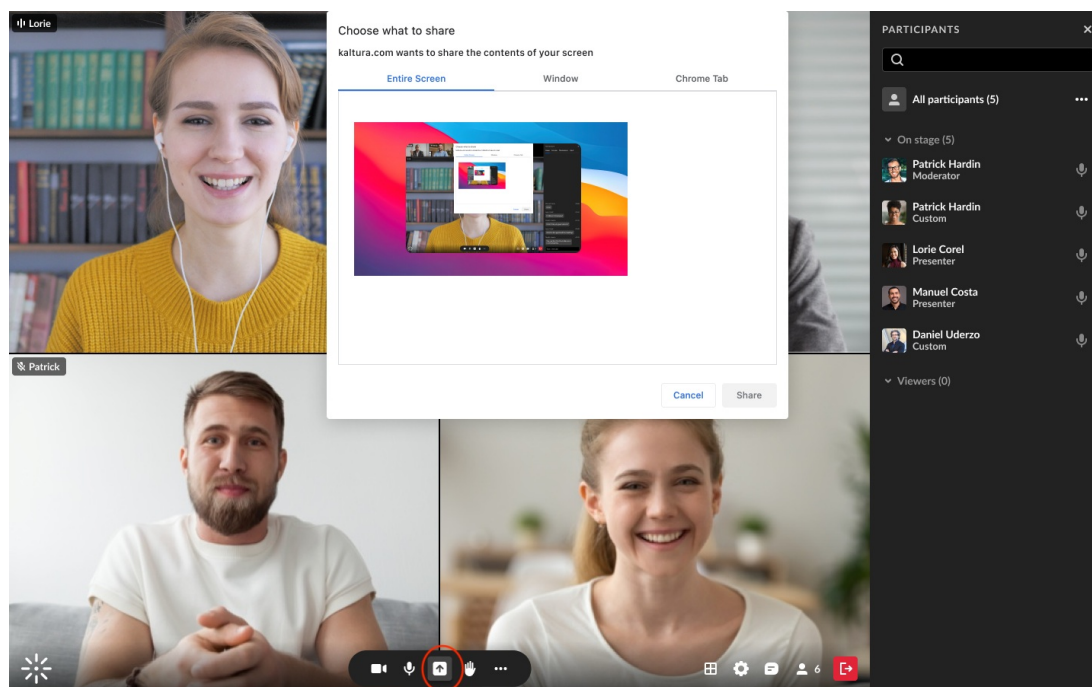 Lorie
Choose what to share
kaltura.com wants to share the contents of your screen
Entire Screen
Window
Chrome Tab
Cancel
Share
Patrick
6
PARTICIPANTS
All participants (5)
On stage (5)
Patrick Hardin
Moderator
Patrick Hardin
Custom
Lorie Corel
Presenter
Manuel Costa
Presenter
Daniel Uderzo
Custom
Viewers (0)